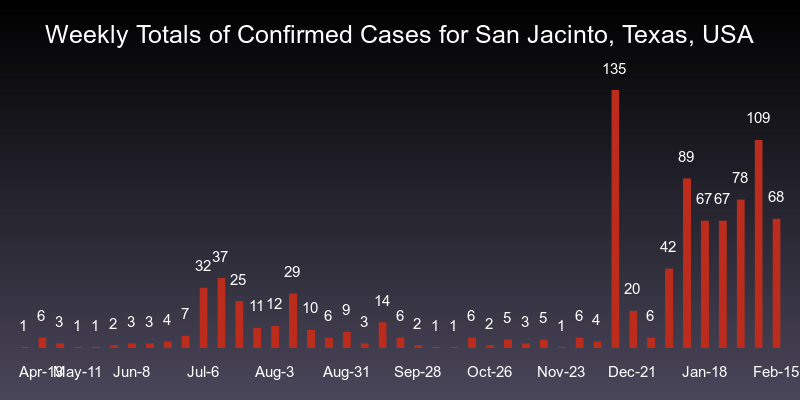 Weekly Totals of Confirmed Cases for San Jacinto, Texas, USA
1 6 3 1 1 2 3 3 4 7 32 37 25 11 12 29 10 6 9 3 14 6 2 1 1 6 2 5 3 5 1 6 4 135 20 6 42 89 67 67 78 109 68
Apr-13 May-11 Jun-8 Jul-6 Aug-3 Aug-31 Sep-28 Oct-26 Nov-23 Dec-21 Jan-18 Feb-15